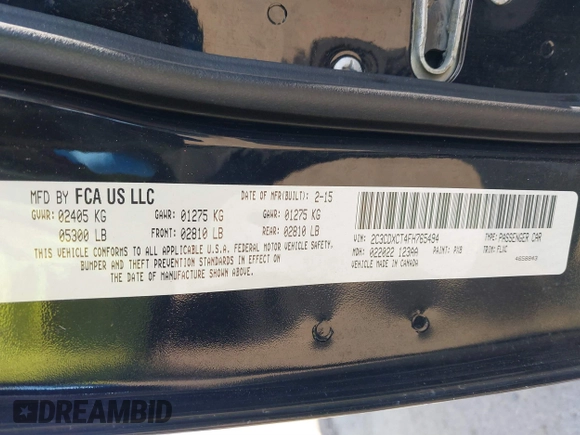 MFD BY FCA US LLC
DATE OF MFR(BUILT): 2-15
GVWR: 02405 KG GAWR: 01275 KG GAWR: 01275 KG
05300 LB FRONT: 02810 LB REAR: 02810 LB
THIS VEHICLE CONFORMS TO ALL APPLICABLE U.S.A. FEDERAL MOTOR VEHICLE SAFETY,
BUMPER AND THEFT PREVENTION STANDARDS IN EFFECT ON
THE DATE OF MANUFACTURE SHOWN ABOVE.
VIN: 2C3CDXCT4FH765494 TYPE: PASSENGER CAR
MDH: 022022 123AA PAINT: PXB TRIM: FLVC
VEHICLE MADE IN CANADA
DREAMBID